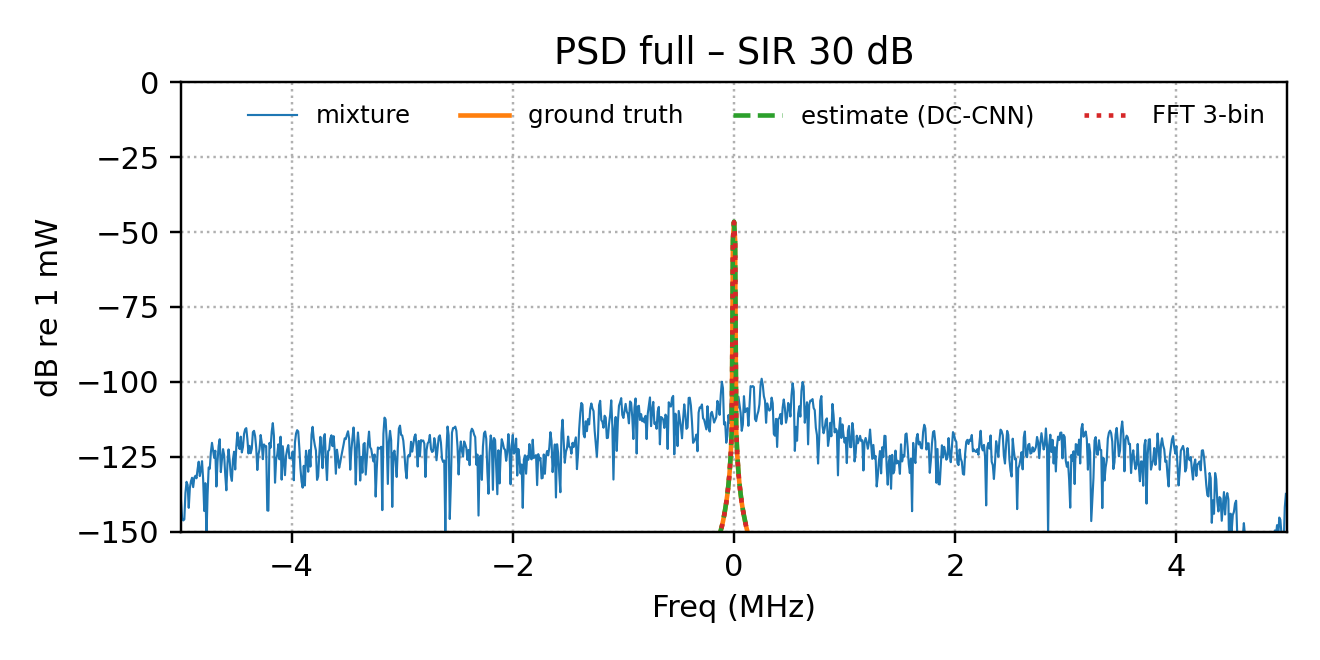 PSD full – SIR 30 dB
mixture ground truth estimate (DC-CNN) FFT 3-bin
dB re 1 mW
0
−25
−50
−75
−100
−125
−150
−4 −2 0 2 4
Freq (MHz)